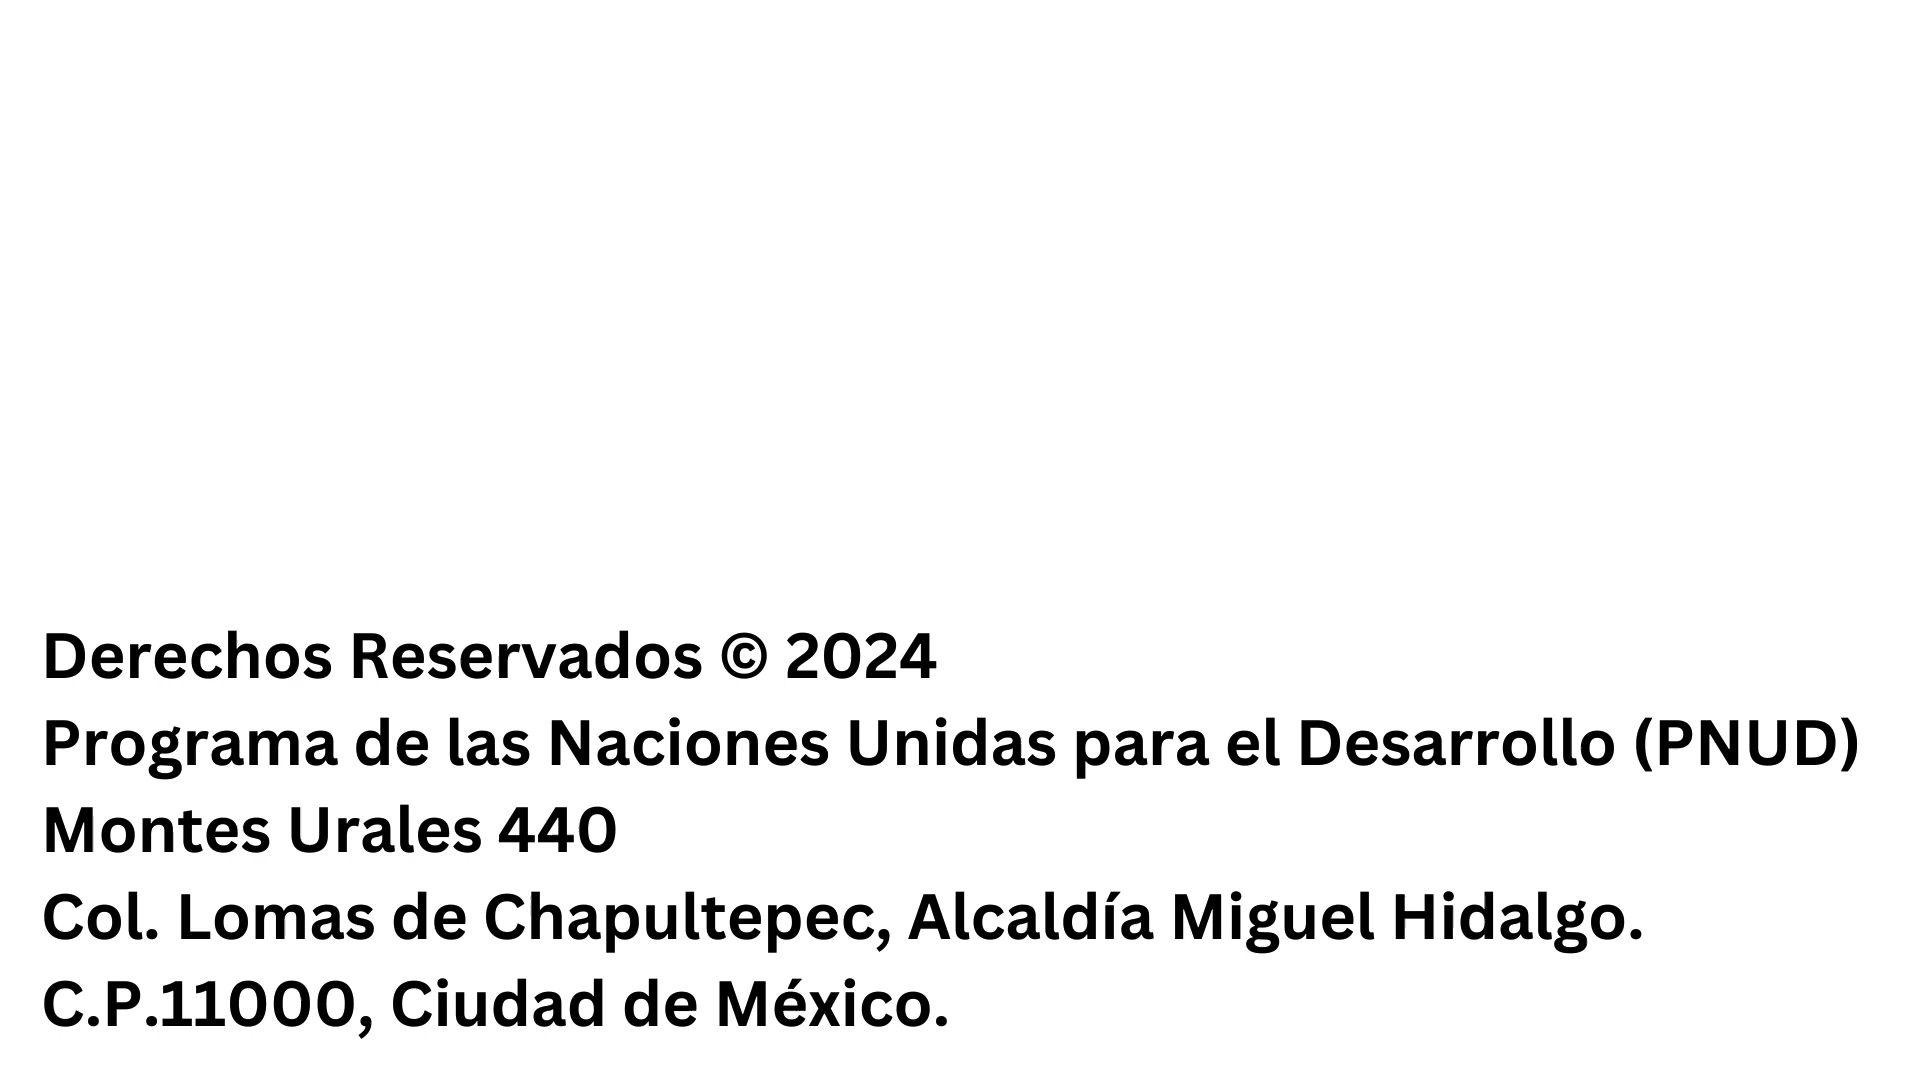 Derechos Reservados © 2024
Programa de las Naciones Unidas para el Desarrollo (PNUD)
Montes Urales 440
Col. Lomas de Chapultepec, Alcaldía Miguel Hidalgo.
C.P.11000, Ciudad de México.